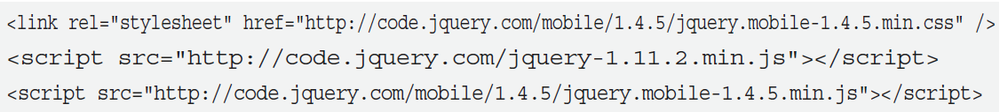 <link rel="stylesheet" href="http://code.jquery.com/mobile/1.4.5/jquery.mobile-1.4.5.min.css" />
<script src="http://code.jquery.com/jquery-1.11.2.min.js"></script>
<script src="http://code.jquery.com/mobile/1.4.5/jquery.mobile-1.4.5.min.js"></script>